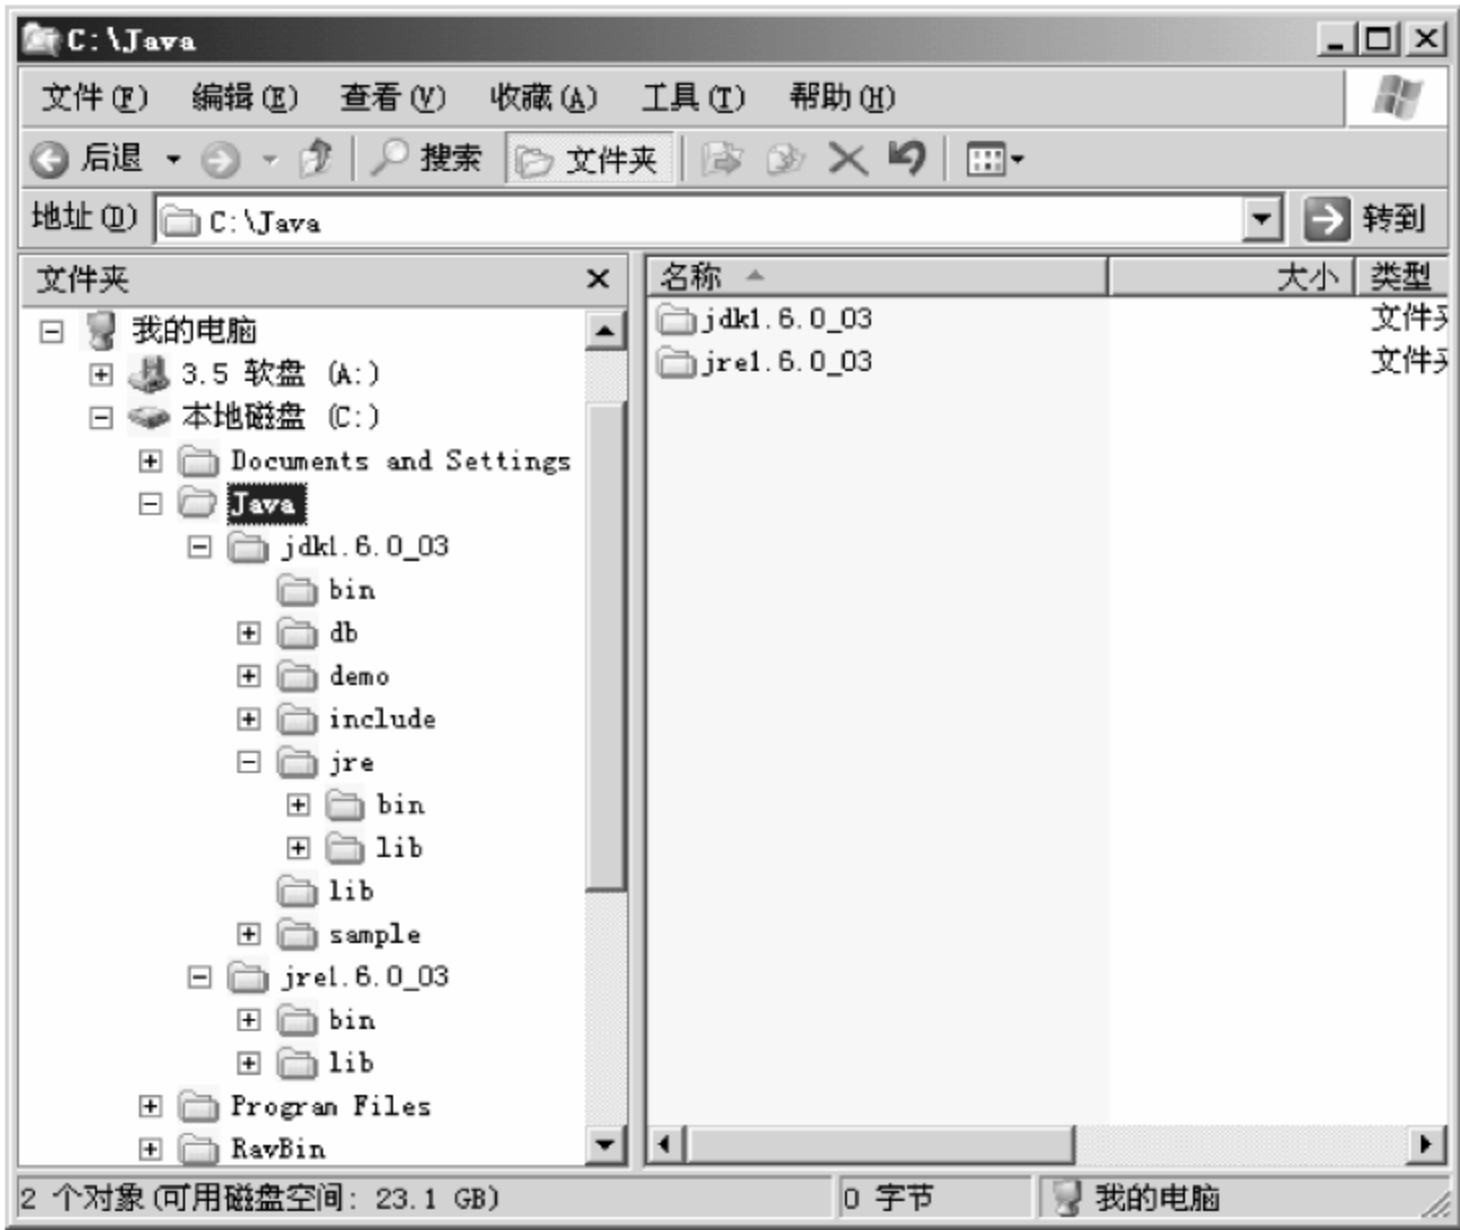 C:\Java
文件(F) 编辑(E) 查看(V) 收藏(A) 工具(T) 帮助(H)
后退 搜索 文件夹
地址(D) C:\Java 转到
文件夹
名称 大小 类型
jdk1.6.0_03 文件夹
jre1.6.0_03 文件夹
我的电脑
3.5 软盘 (A:)
本地磁盘 (C:)
Documents and Settings
Java
jdk1.6.0_03
bin
db
demo
include
jre
bin
lib
lib
sample
jre1.6.0_03
bin
lib
Program Files
RavBin
2 个对象(可用磁盘空间: 23.1 GB) 0 字节 我的电脑